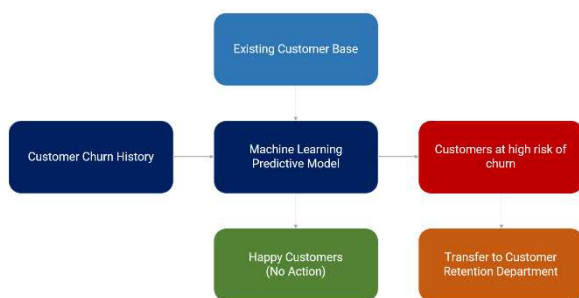 Existing Customer Base
Customer Churn History
Machine Learning
Predictive Model
Customers at high risk of
churn
Happy Customers
(No Action)
Transfer to Customer
Retention Department